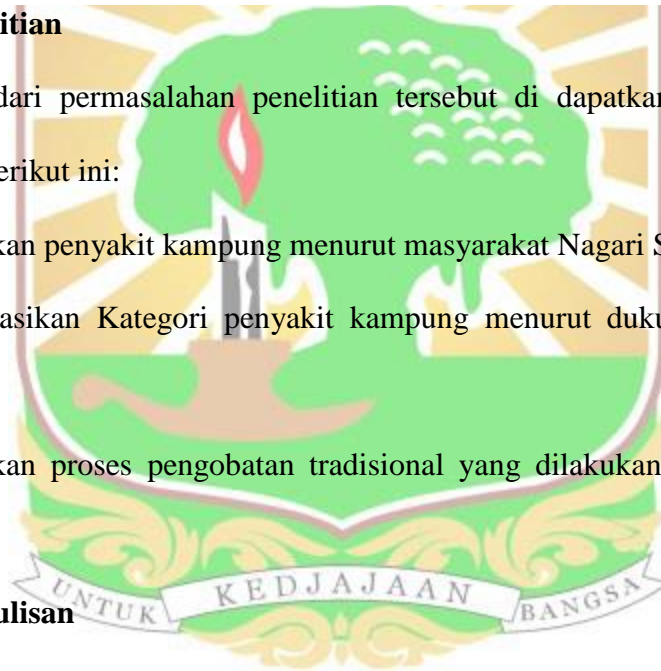 itian
dari permasalahan penelitian tersebut di dapatkan
erikut ini:
kan penyakit kampung menurut masyarakat Nagari S
asikan Kategori penyakit kampung menurut duku
kan proses pengobatan tradisional yang dilakukan
UNTUK KEDJAJAAN BANGSA
ulisan